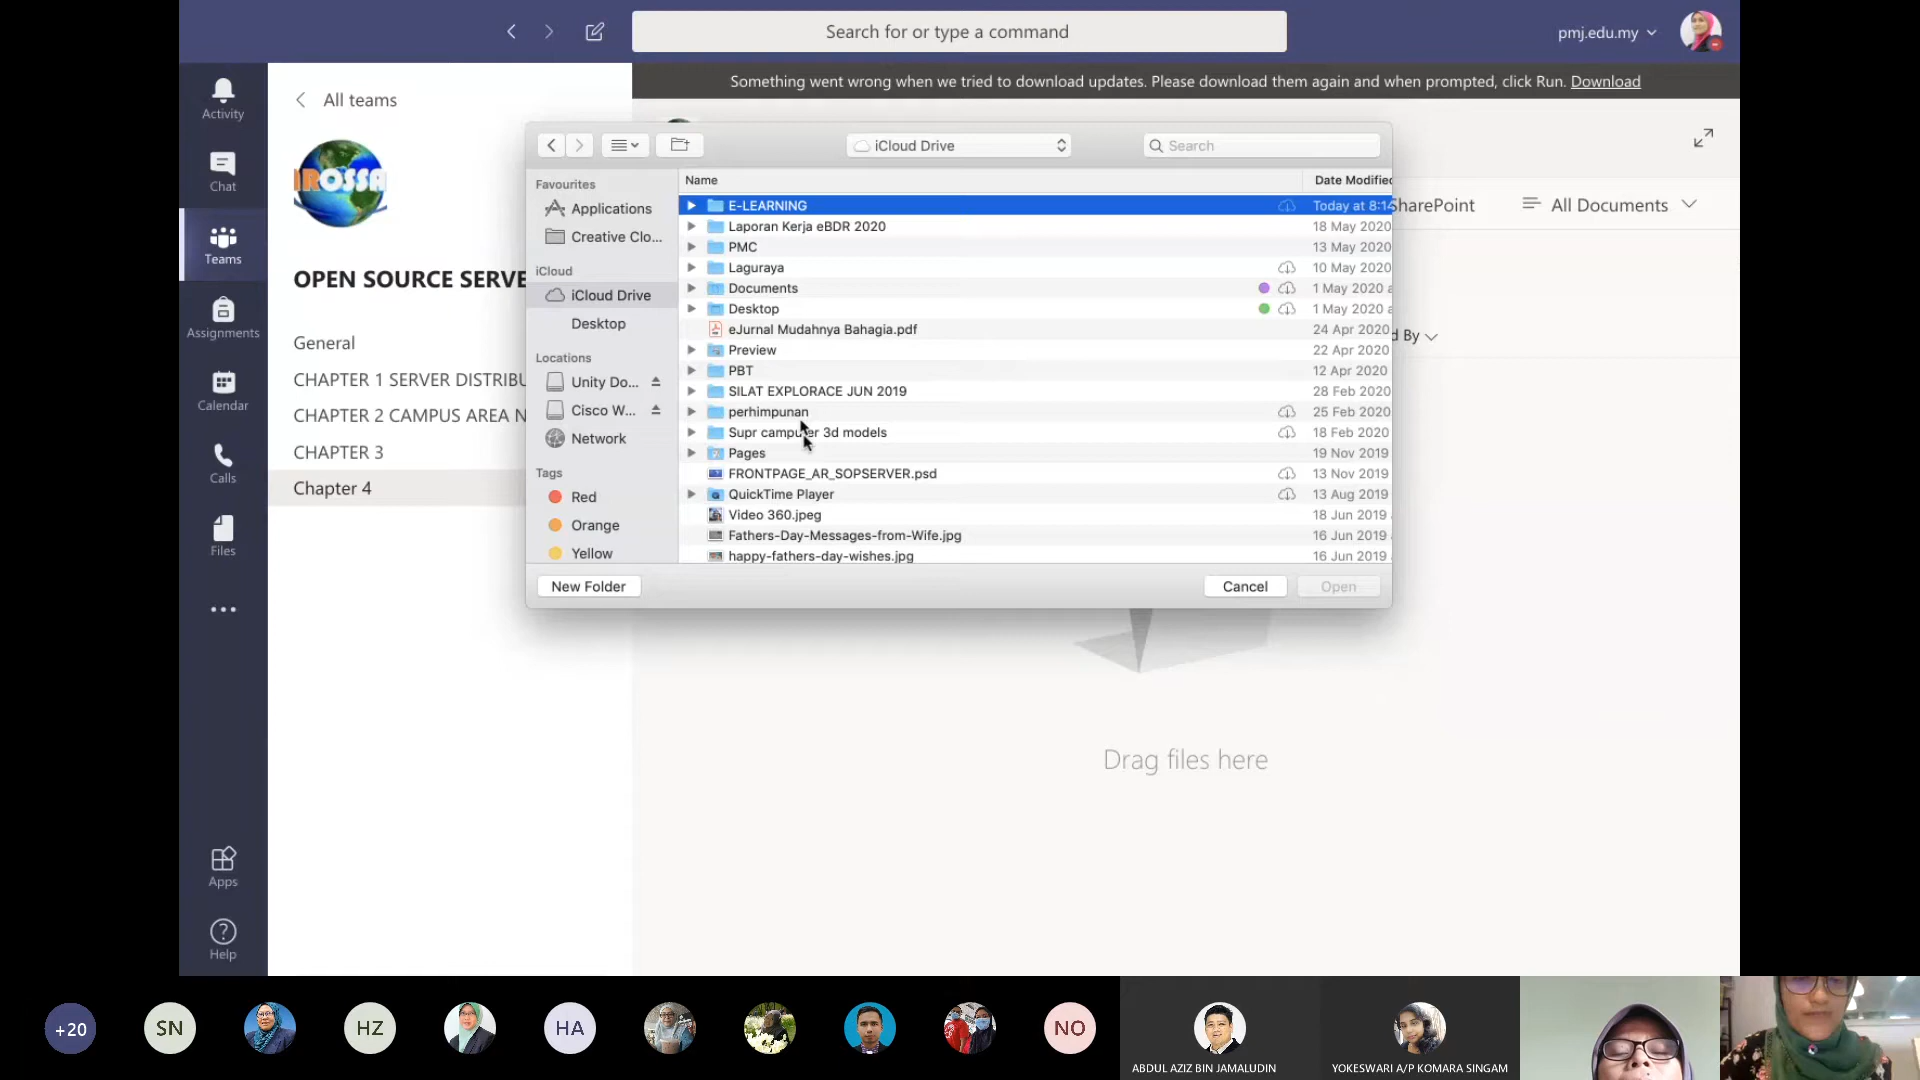 Search for or type a command
pmj.edu.my
Something went wrong when we tried to download updates. Please download them again and when prompted, click Run. Download
Activity
Chat
Teams
Assignments
Calendar
Calls
Files
Apps
Help
All teams
IROSSA
OPEN SOURCE SERVE
General
CHAPTER 1 SERVER DISTRIBU
CHAPTER 2 CAMPUS AREA N
CHAPTER 3
Chapter 4
iCloud Drive
Search
Favourites
Applications
Creative Clo...
iCloud
iCloud Drive
Desktop
Locations
Unity Do...
Cisco W...
Network
Tags
Red
Orange
Yellow
Name Date Modified
E-LEARNING Today at 8:14
Laporan Kerja eBDR 2020 18 May 2020
PMC 13 May 2020
Laguraya 10 May 2020
Documents 1 May 2020 a
Desktop 1 May 2020 a
eJurnal Mudahnya Bahagia.pdf 24 Apr 2020
Preview 22 Apr 2020
PBT 12 Apr 2020
SILAT EXPLORACE JUN 2019 28 Feb 2020
perhimpunan 25 Feb 2020
Supr camputer 3d models 18 Feb 2020
Pages 19 Nov 2019
FRONTPAGE_AR_SOPSERVER.psd 13 Nov 2019
QuickTime Player 13 Aug 2019
Video 360.jpeg 18 Jun 2019
Fathers-Day-Messages-from-Wife.jpg 16 Jun 2019
happy-fathers-day-wishes.jpg 16 Jun 2019
New Folder
Cancel
Open
SharePoint
All Documents
d By
Drag files here
+20
SN
HZ
HA
NO
ABDUL AZIZ BIN JAMALUDIN
YOKESWARI A/P KOMARA SINGAM